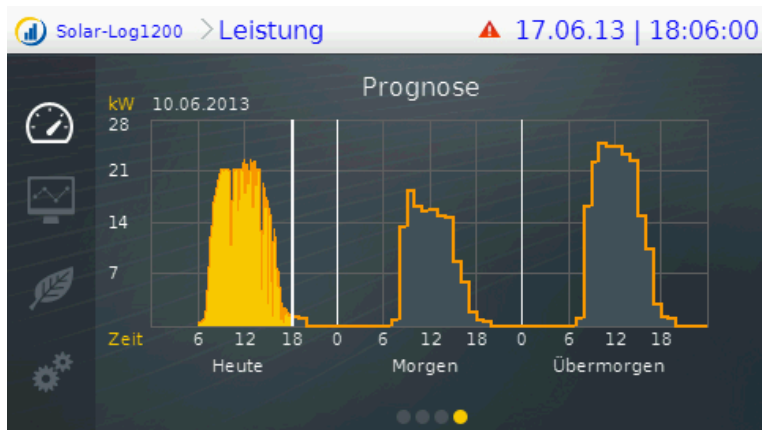 Solar-Log1200 > Leistung 17.06.13 | 18:06:00
Prognose
kW 10.06.2013
28
21
14
7
Zeit 6 12 18 0 6 12 18 0 6 12 18
Heute Morgen Übermorgen